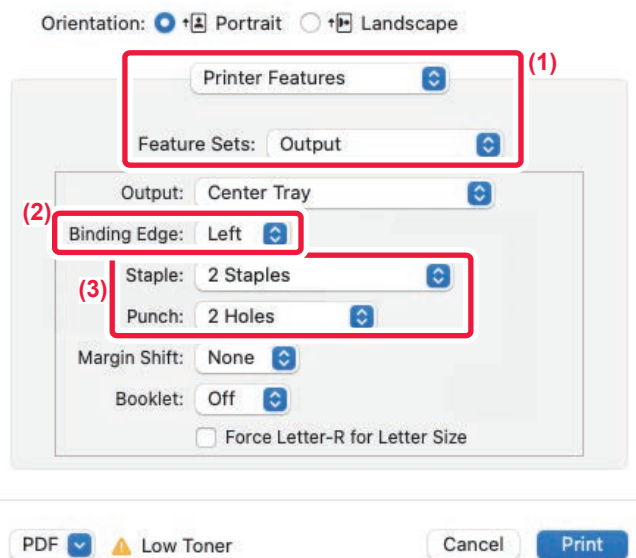 Orientation: Portrait Landscape
(1)
Printer Features
Feature Sets: Output
Output: Center Tray
(2)
Binding Edge: Left
(3)
Staple: 2 Staples
Punch: 2 Holes
Margin Shift: None
Booklet: Off
Force Letter-R for Letter Size
PDF Low Toner Cancel Print